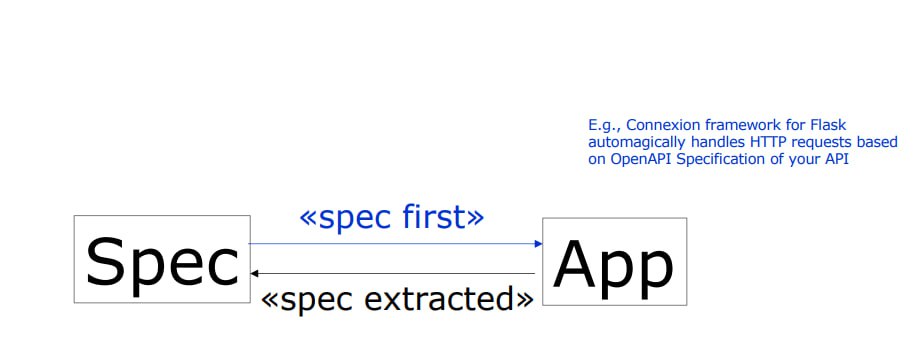 E.g., Connexion framework for Flask
automagically handles HTTP requests based
on OpenAPI Specification of your API
«spec first»
Spec
App
«spec extracted»